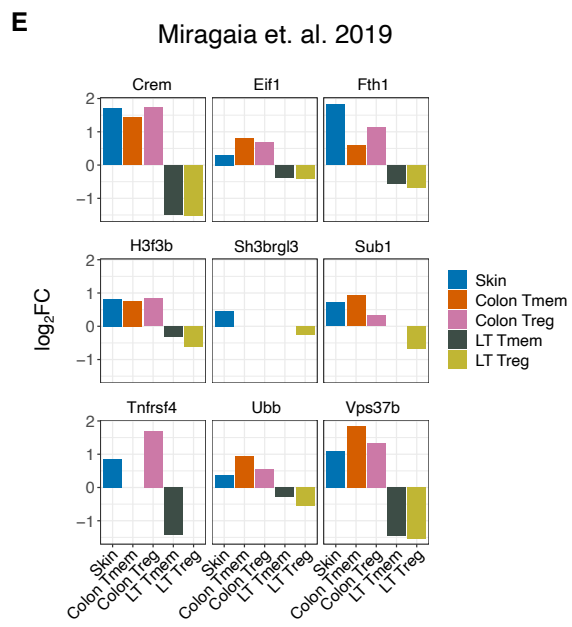 E
Miragaia et. al. 2019
Crem Eif1 Fth1
2
1
0
−1
H3f3b Sh3brgl3 Sub1
2
1
0
−1
log2FC
Skin
Colon Tmem
Colon Treg
LT Tmem
LT Treg
Tnfrsf4 Ubb Vps37b
2
1
0
−1
Skin Colon Tmem Colon Treg LT Tmem LT Treg Skin Colon Tmem Colon Treg LT Tmem LT Treg Skin Colon Tmem Colon Treg LT Tmem LT Treg